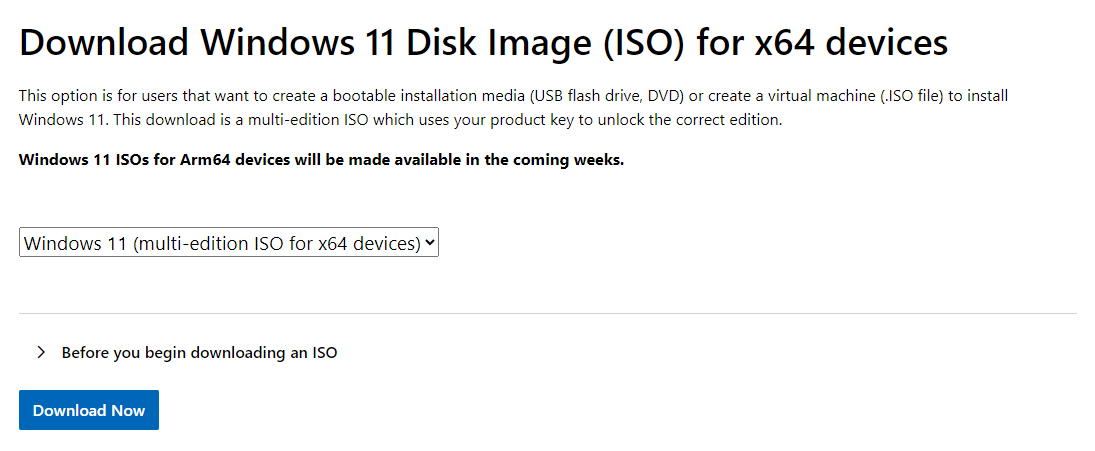 Download Windows 11 Disk Image (ISO) for x64 devices
This option is for users that want to create a bootable installation media (USB flash drive, DVD) or create a virtual machine (.ISO file) to install
Windows 11. This download is a multi-edition ISO which uses your product key to unlock the correct edition.
Windows 11 ISOs for Arm64 devices will be made available in the coming weeks.
Windows 11 (multi-edition ISO for x64 devices)
Before you begin downloading an ISO
Download Now